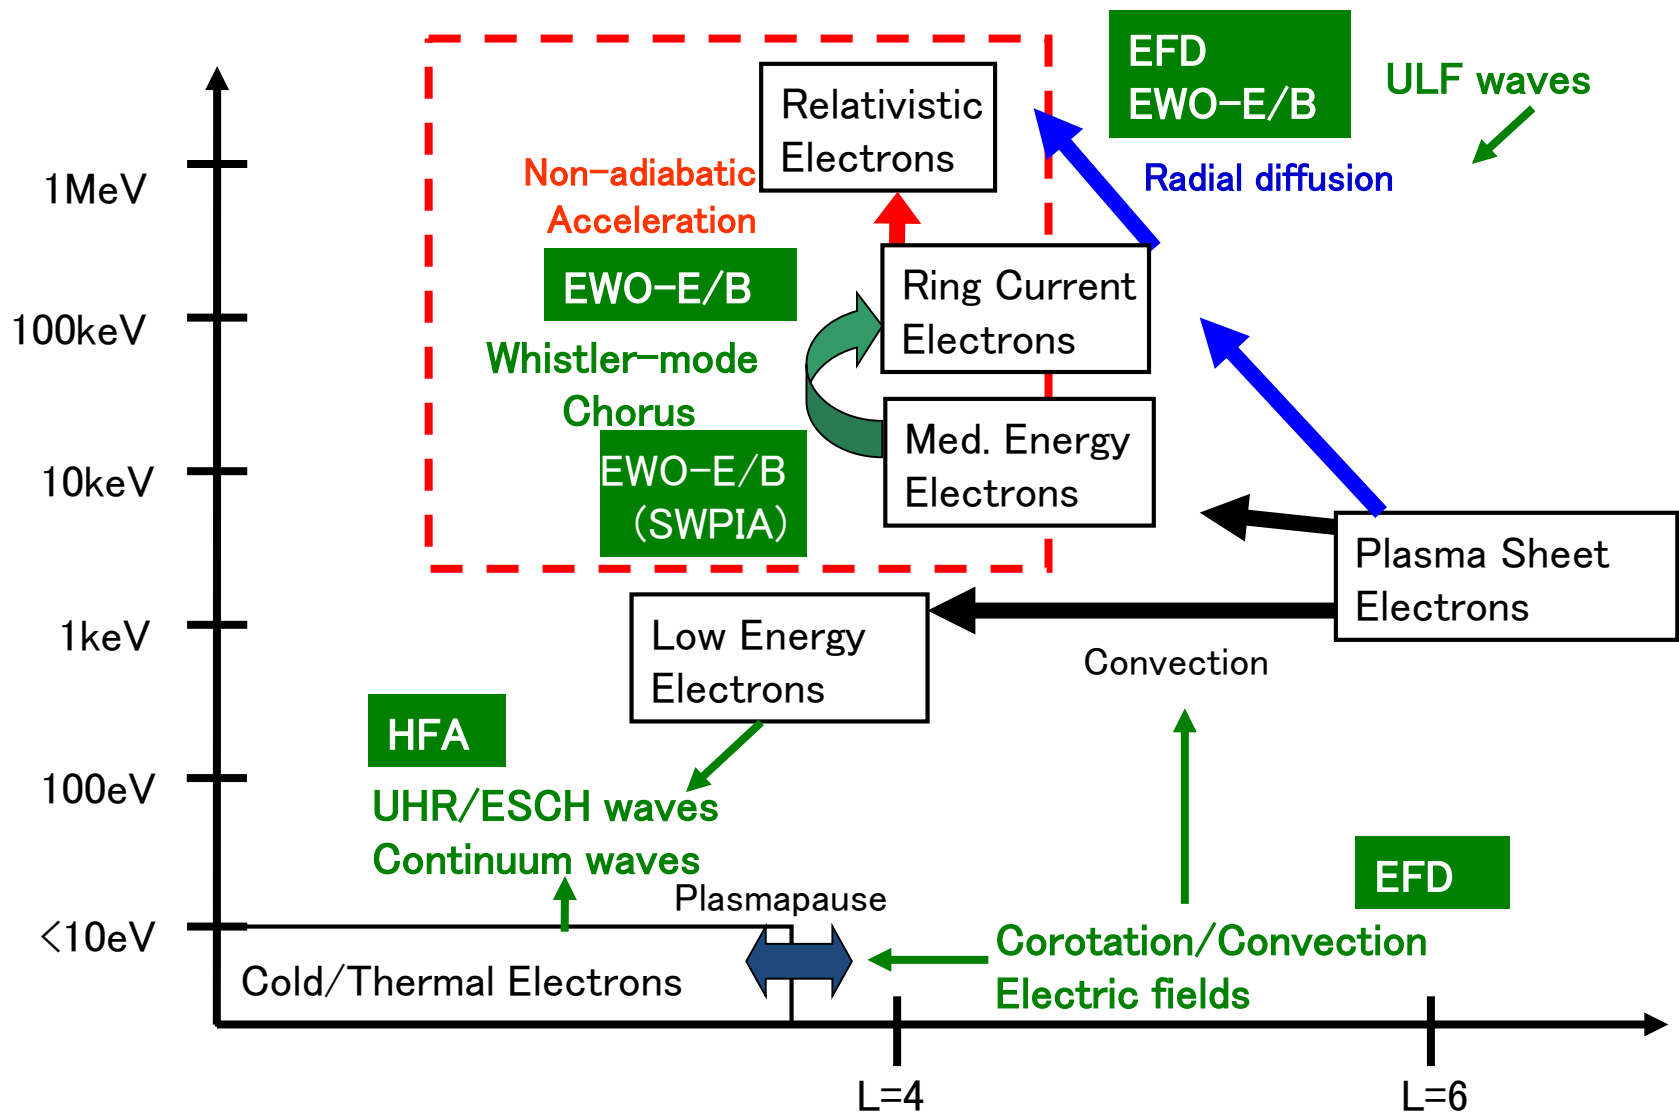 EFD
EWO-E/B
ULF waves
Relativistic
Electrons
1MeV
Non-adiabatic
Acceleration
Radial diffusion
EWO-E/B
Ring Current
Electrons
100keV
Whistler-mode
Chorus
Med. Energy
Electrons
10keV
EWO-E/B
(SWPIA)
Plasma Sheet
Electrons
1keV
Low Energy
Electrons
Convection
HFA
100eV
UHR/ESCH waves
Continuum waves
EFD
Plasmapause
<10eV
Corotation/Convection
Electric fields
Cold/Thermal Electrons
L=4
L=6